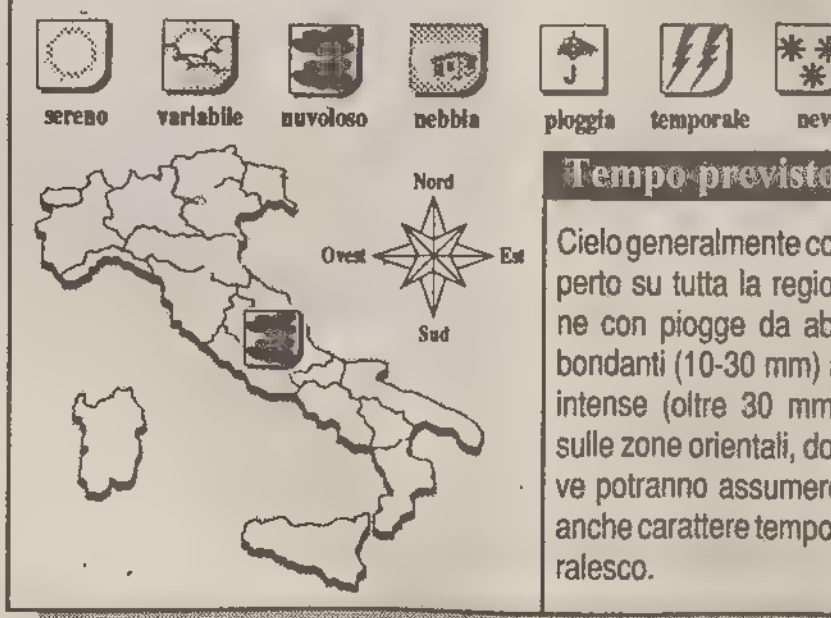 sereno variabile nuvoloso nebbia pioggia temporale
Nord
Ovest Est
Sud
Tempo previsto
Cielo generalmente co
perto su tutta la regio
ne con piogge da ab
bondanti (10-30 mm) a
intense (oltre 30 mm
sulle zone orientali, do
ve potranno assumere
anche carattere tempo
ralesco.